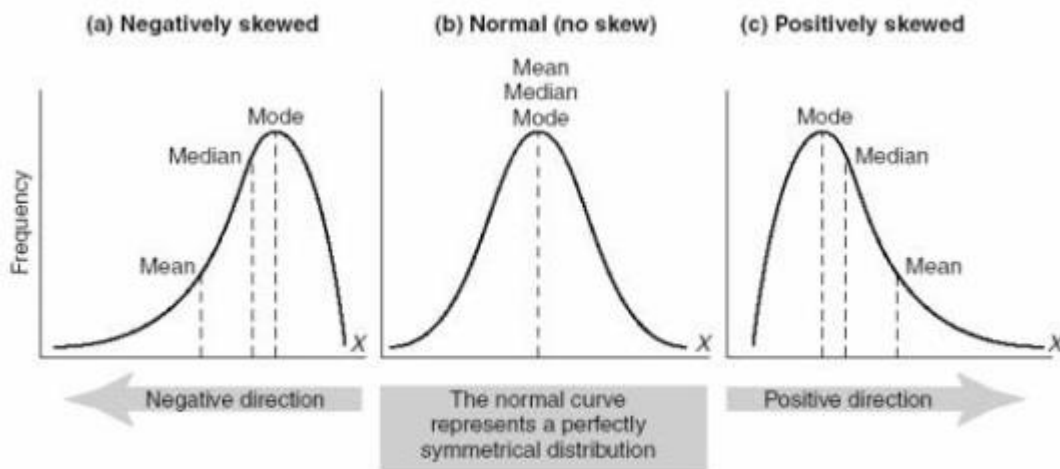 (a) Negatively skewed
(b) Normal (no skew)
(c) Positively skewed
Frequency
Mean
Median
Mode
X
Mean
Median
Mode
Mode
Median
Mean
X
X
Negative direction
The normal curve
represents a perfectly
symmetrical distribution
Positive direction